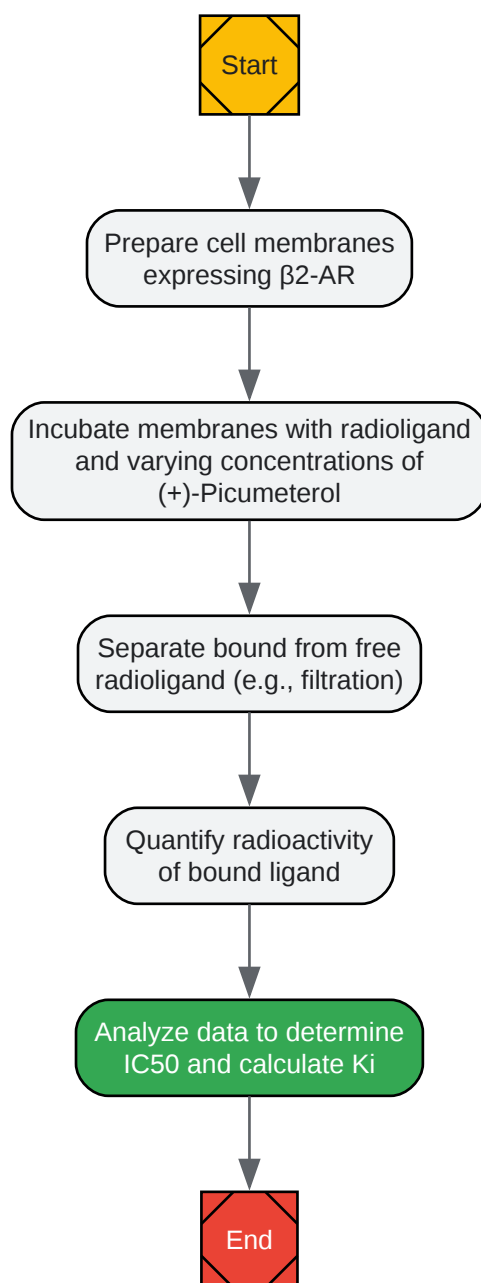 Start
Prepare cell membranes
expressing β2-AR
Incubate membranes with radioligand
and varying concentrations of
(+)-Picumeterol
Separate bound from free
radioligand (e.g., filtration)
Quantify radioactivity
of bound ligand
Analyze data to determine
IC50 and calculate Ki
End